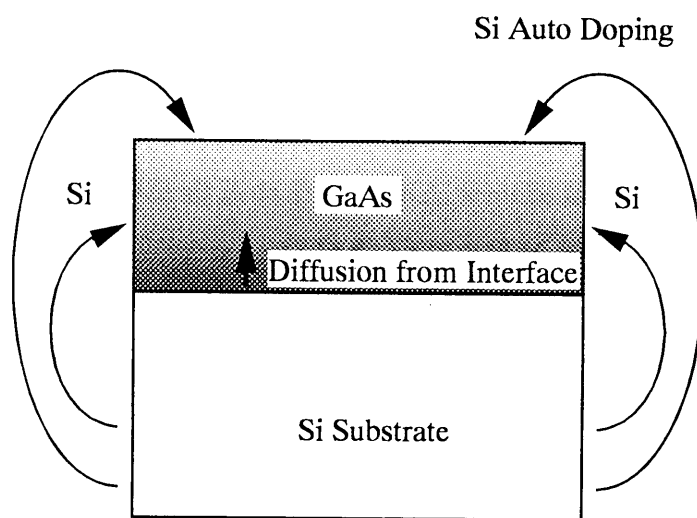 Si Auto Doping
Si
GaAs
Si
Diffusion from Interface
Si Substrate